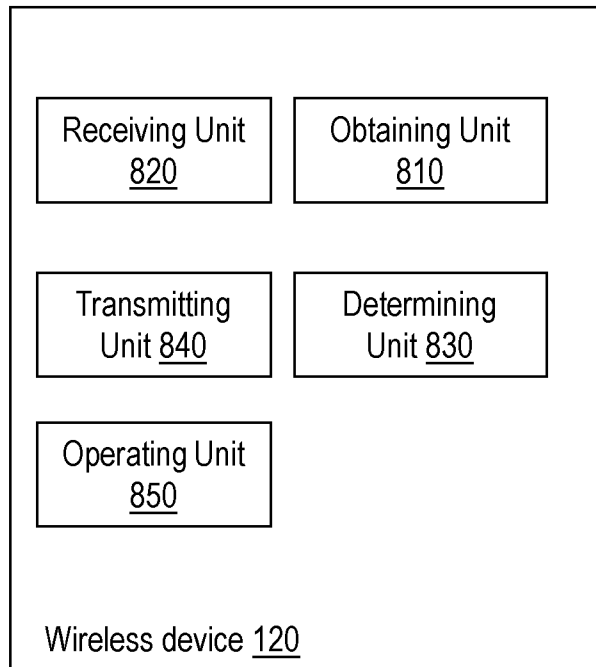 Receiving Unit
820
Obtaining Unit
810
Transmitting
Unit 840
Determining
Unit 830
Operating Unit
850
Wireless device 120